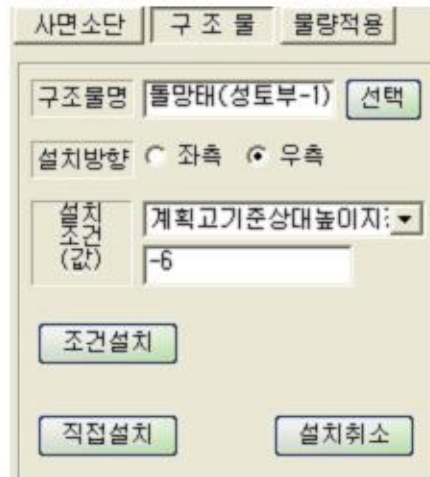 사면소단 구 조 물 물량적용
구조물명 돌망태(성토부-1) 선택
설치방향 좌측 우측
설치
조건
(값)
계획고기준상대높이지
-6
조건설치
직접설치 설치취소